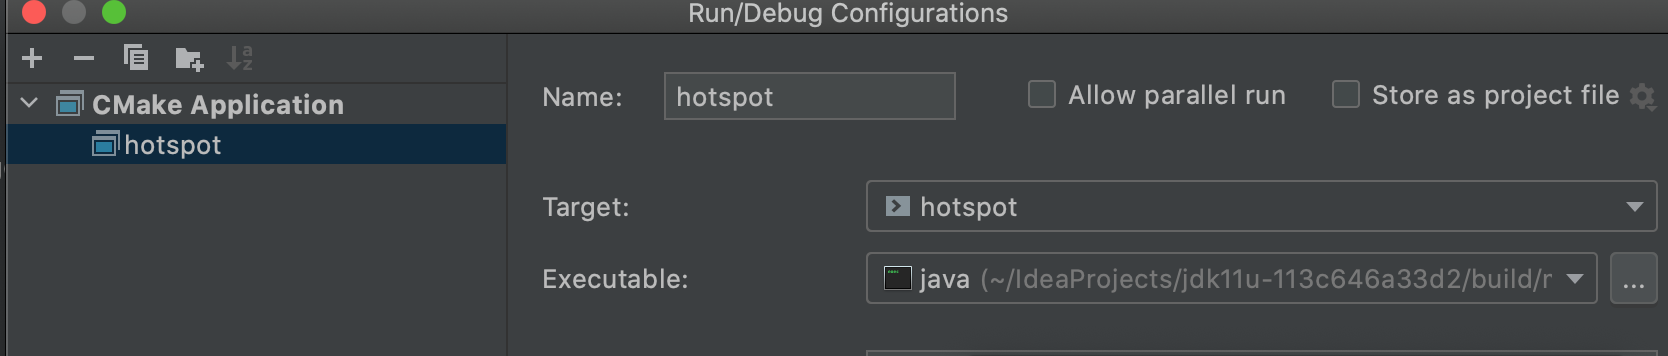 Run/Debug Configurations
CMake Application
hotspot
Name: hotspot Allow parallel run Store as project file
Target: hotspot
Executable: java (~/IdeaProjects/jdk11u-113c646a33d2/build/r ...